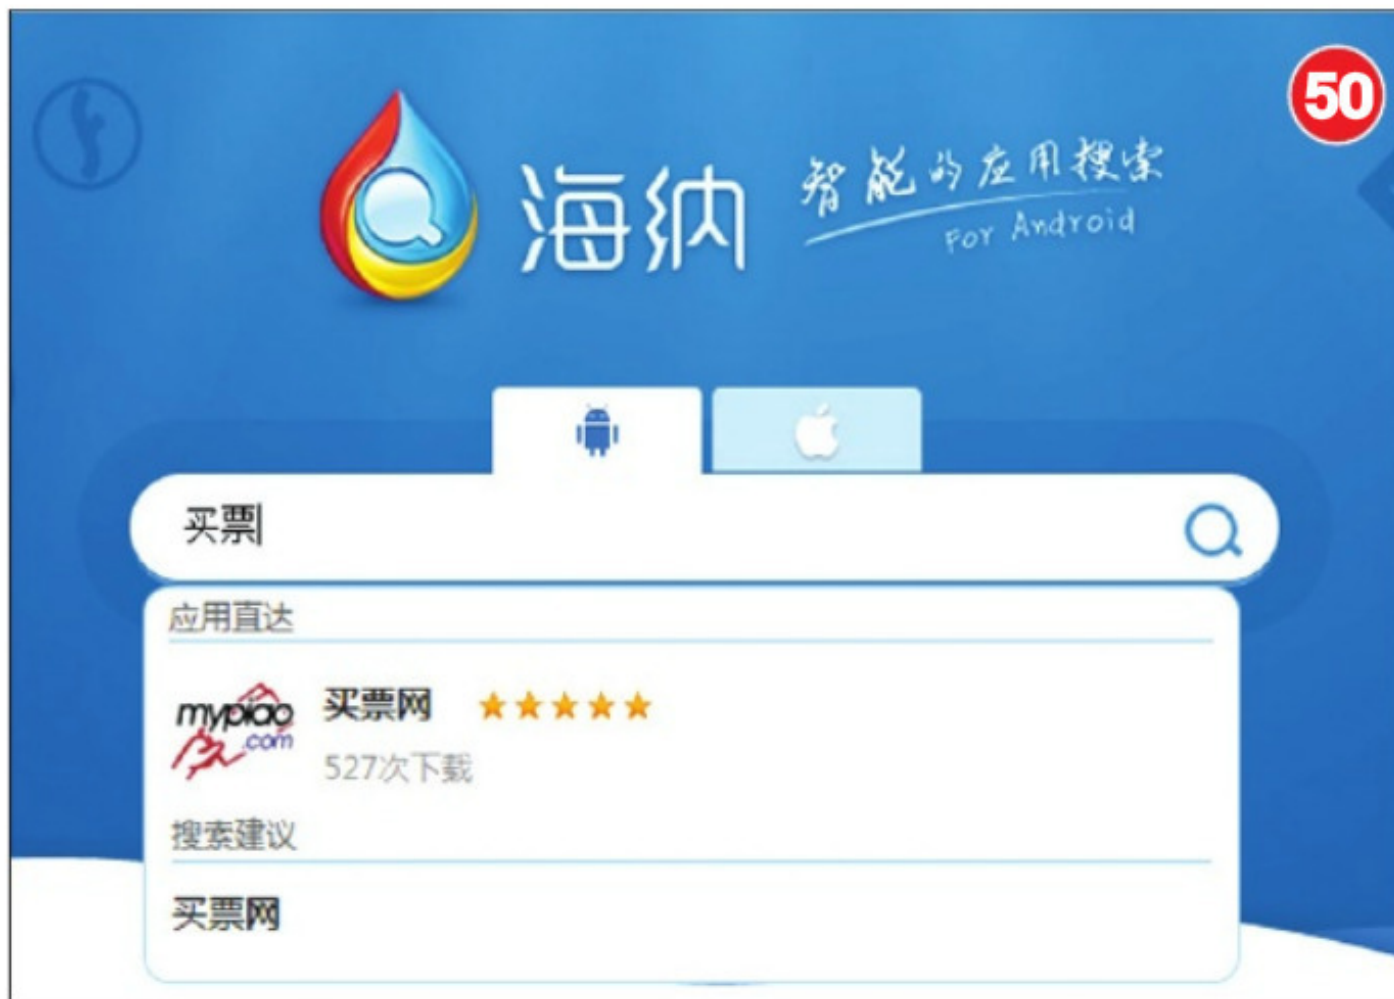 50
海纳
智能的应用搜索
For Android
买票
应用直达
mypiao
.com
买票网
527次下载
搜索建议
买票网